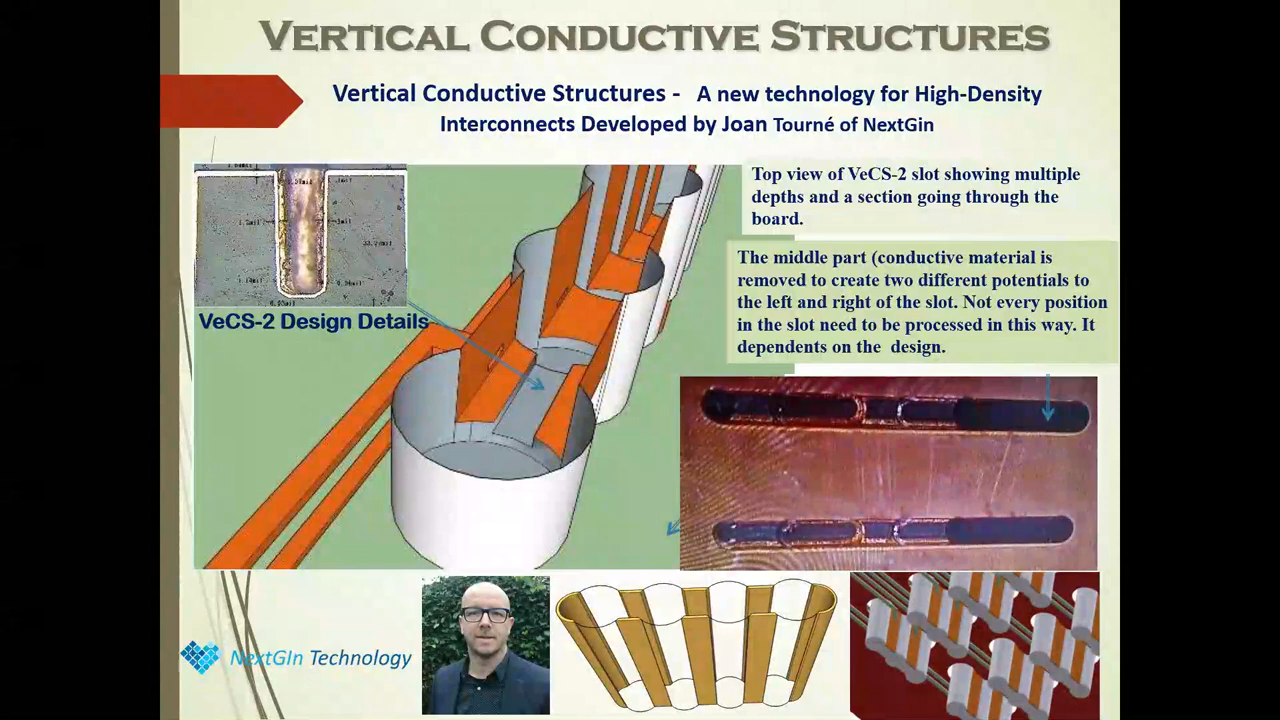 VERTICAL CONDUCTIVE STRUCTURES
Vertical Conductive Structures - A new technology for High-Density
Interconnects Developed by Joan Tourné of NextGin
Top view of VeCS-2 slot showing multiple
depths and a section going through the
board.
The middle part (conductive material is
removed to create two different potentials to
the left and right of the slot. Not every position
in the slot need to be processed in this way. It
dependents on the design.
VeCS-2 Design Details
NextGIn Technology